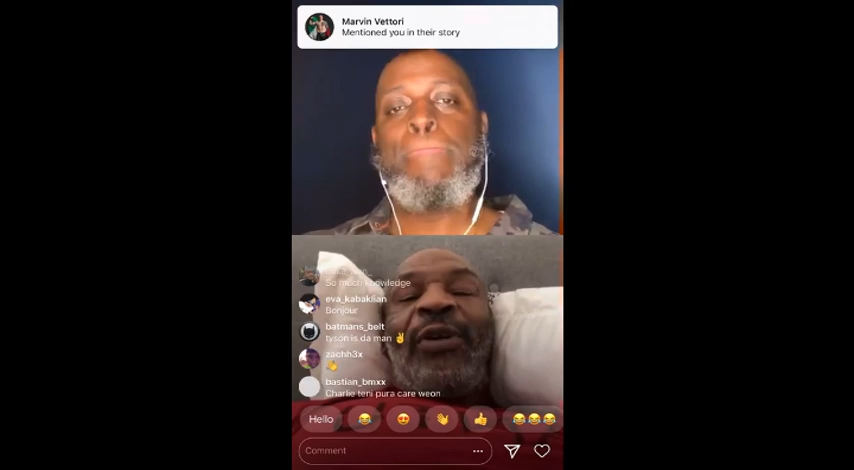 Marvin Vettori
Mentioned you in their story
So much knowledge
eva_kabakiian
Bonjour
batmans_belt
tyson is da man ✌️
zachh3x
👏
bastian_bmxx
Charlie teni pura care weon
Hello 😂 😍 👏 👍 😂😂😂
Comment